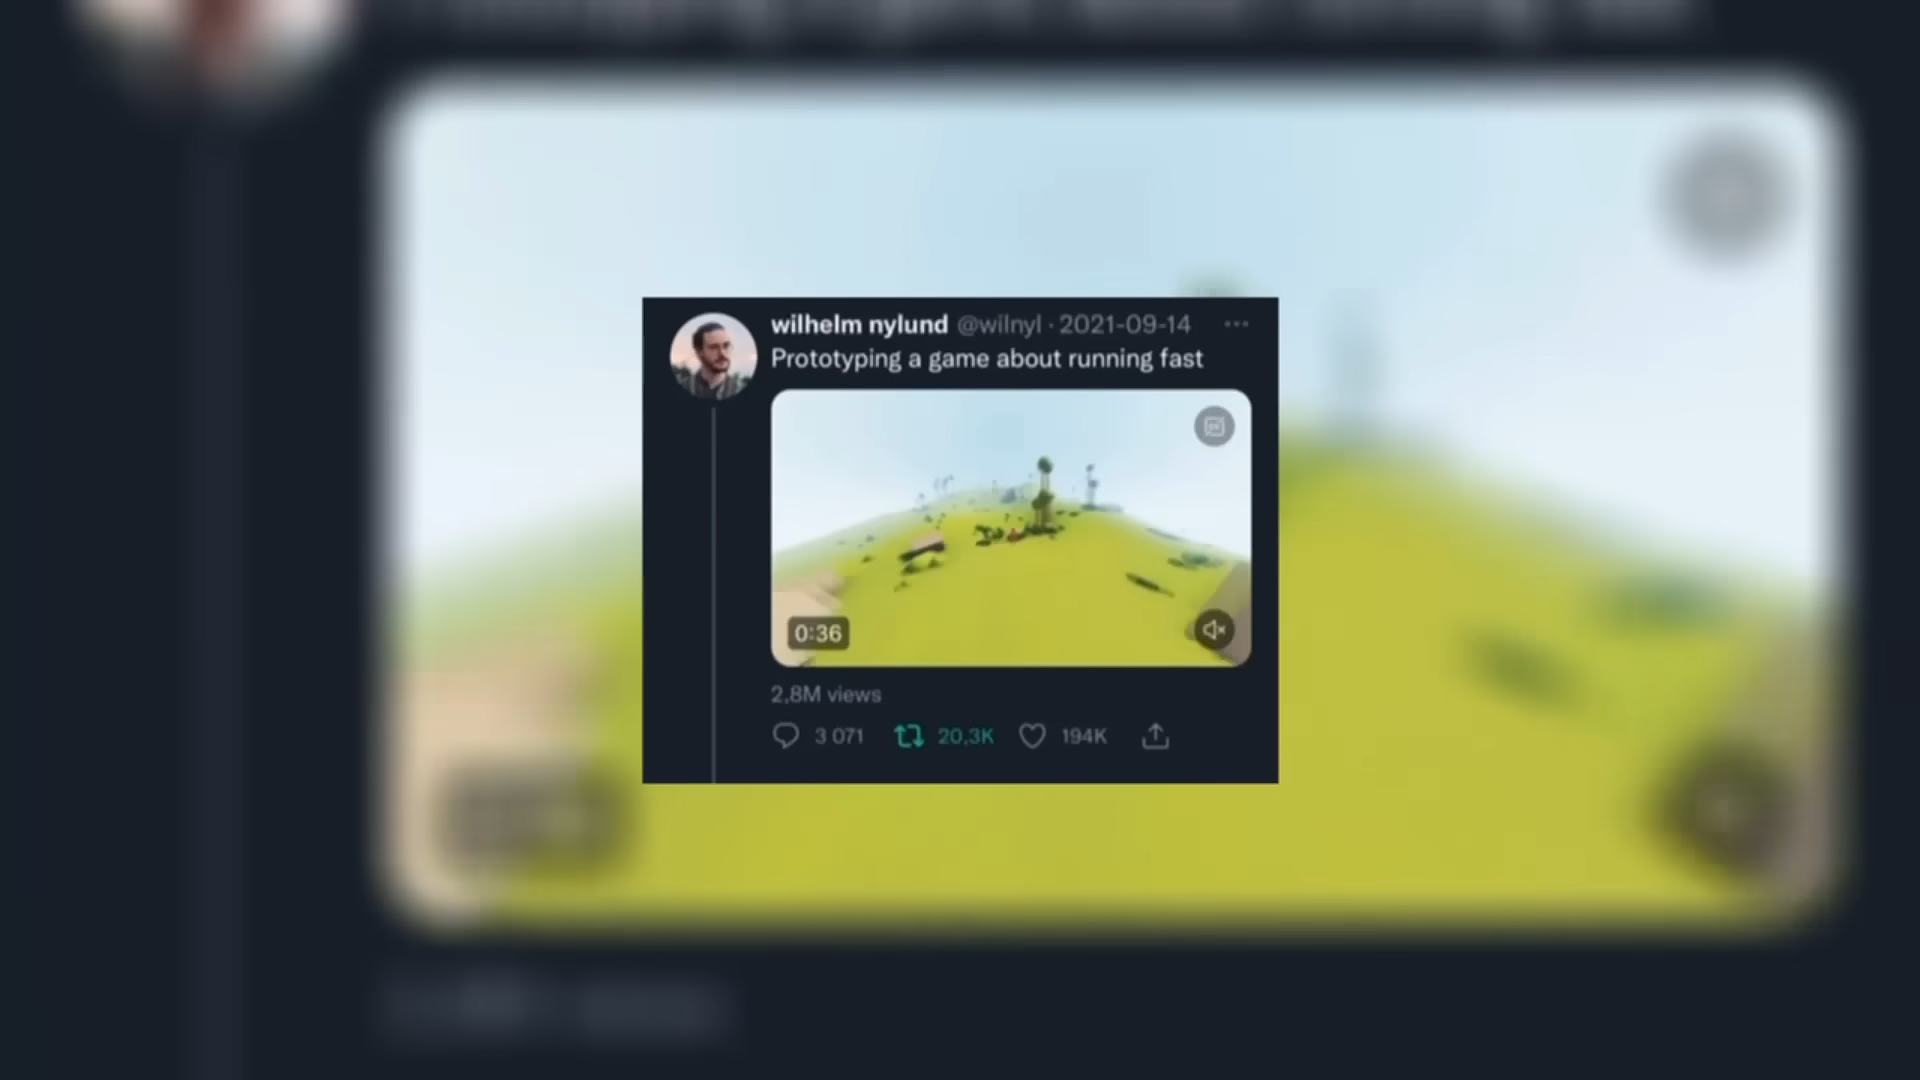 wilhelm nylund @wilnyl · 2021-09-14
Prototyping a game about running fast
0:36
2,8M views
3 071 20,3K 194K